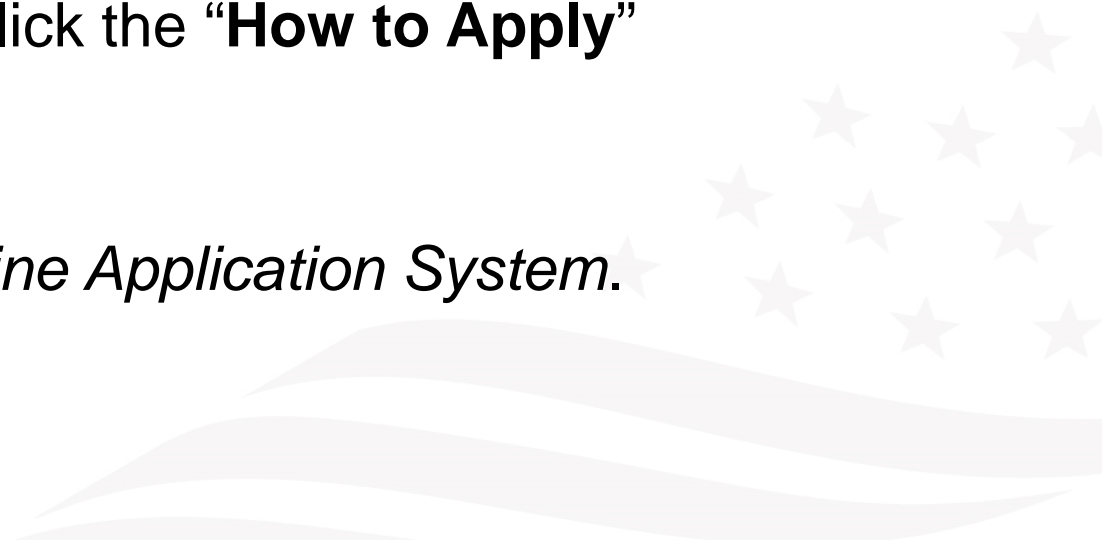 lick the “How to Apply”
ine Application System.